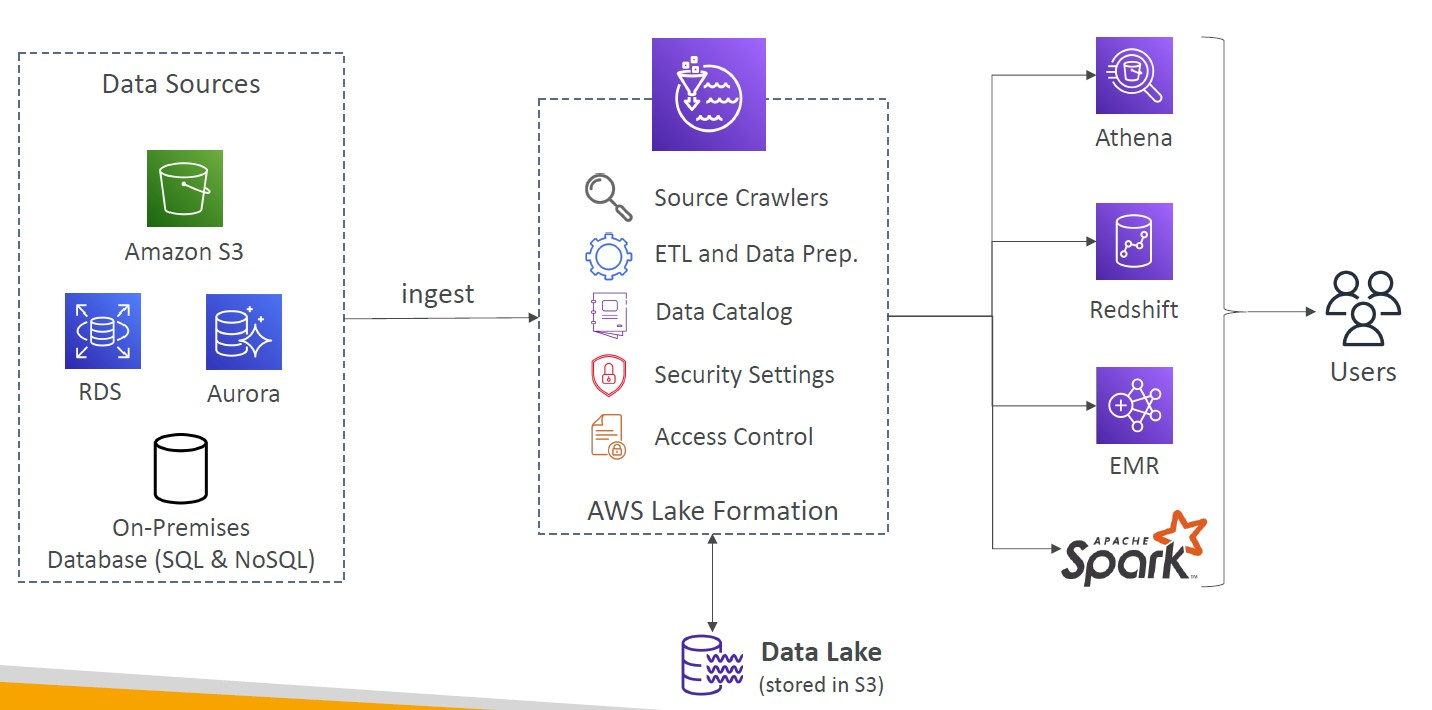 Data Sources
Amazon S3
RDS
Aurora
On-Premises
Database (SQL & NoSQL)
ingest
Source Crawlers
ETL and Data Prep.
Data Catalog
Security Settings
Access Control
AWS Lake Formation
Data Lake
(stored in S3)
Athena
Redshift
EMR
APACHE
Spark™
Users